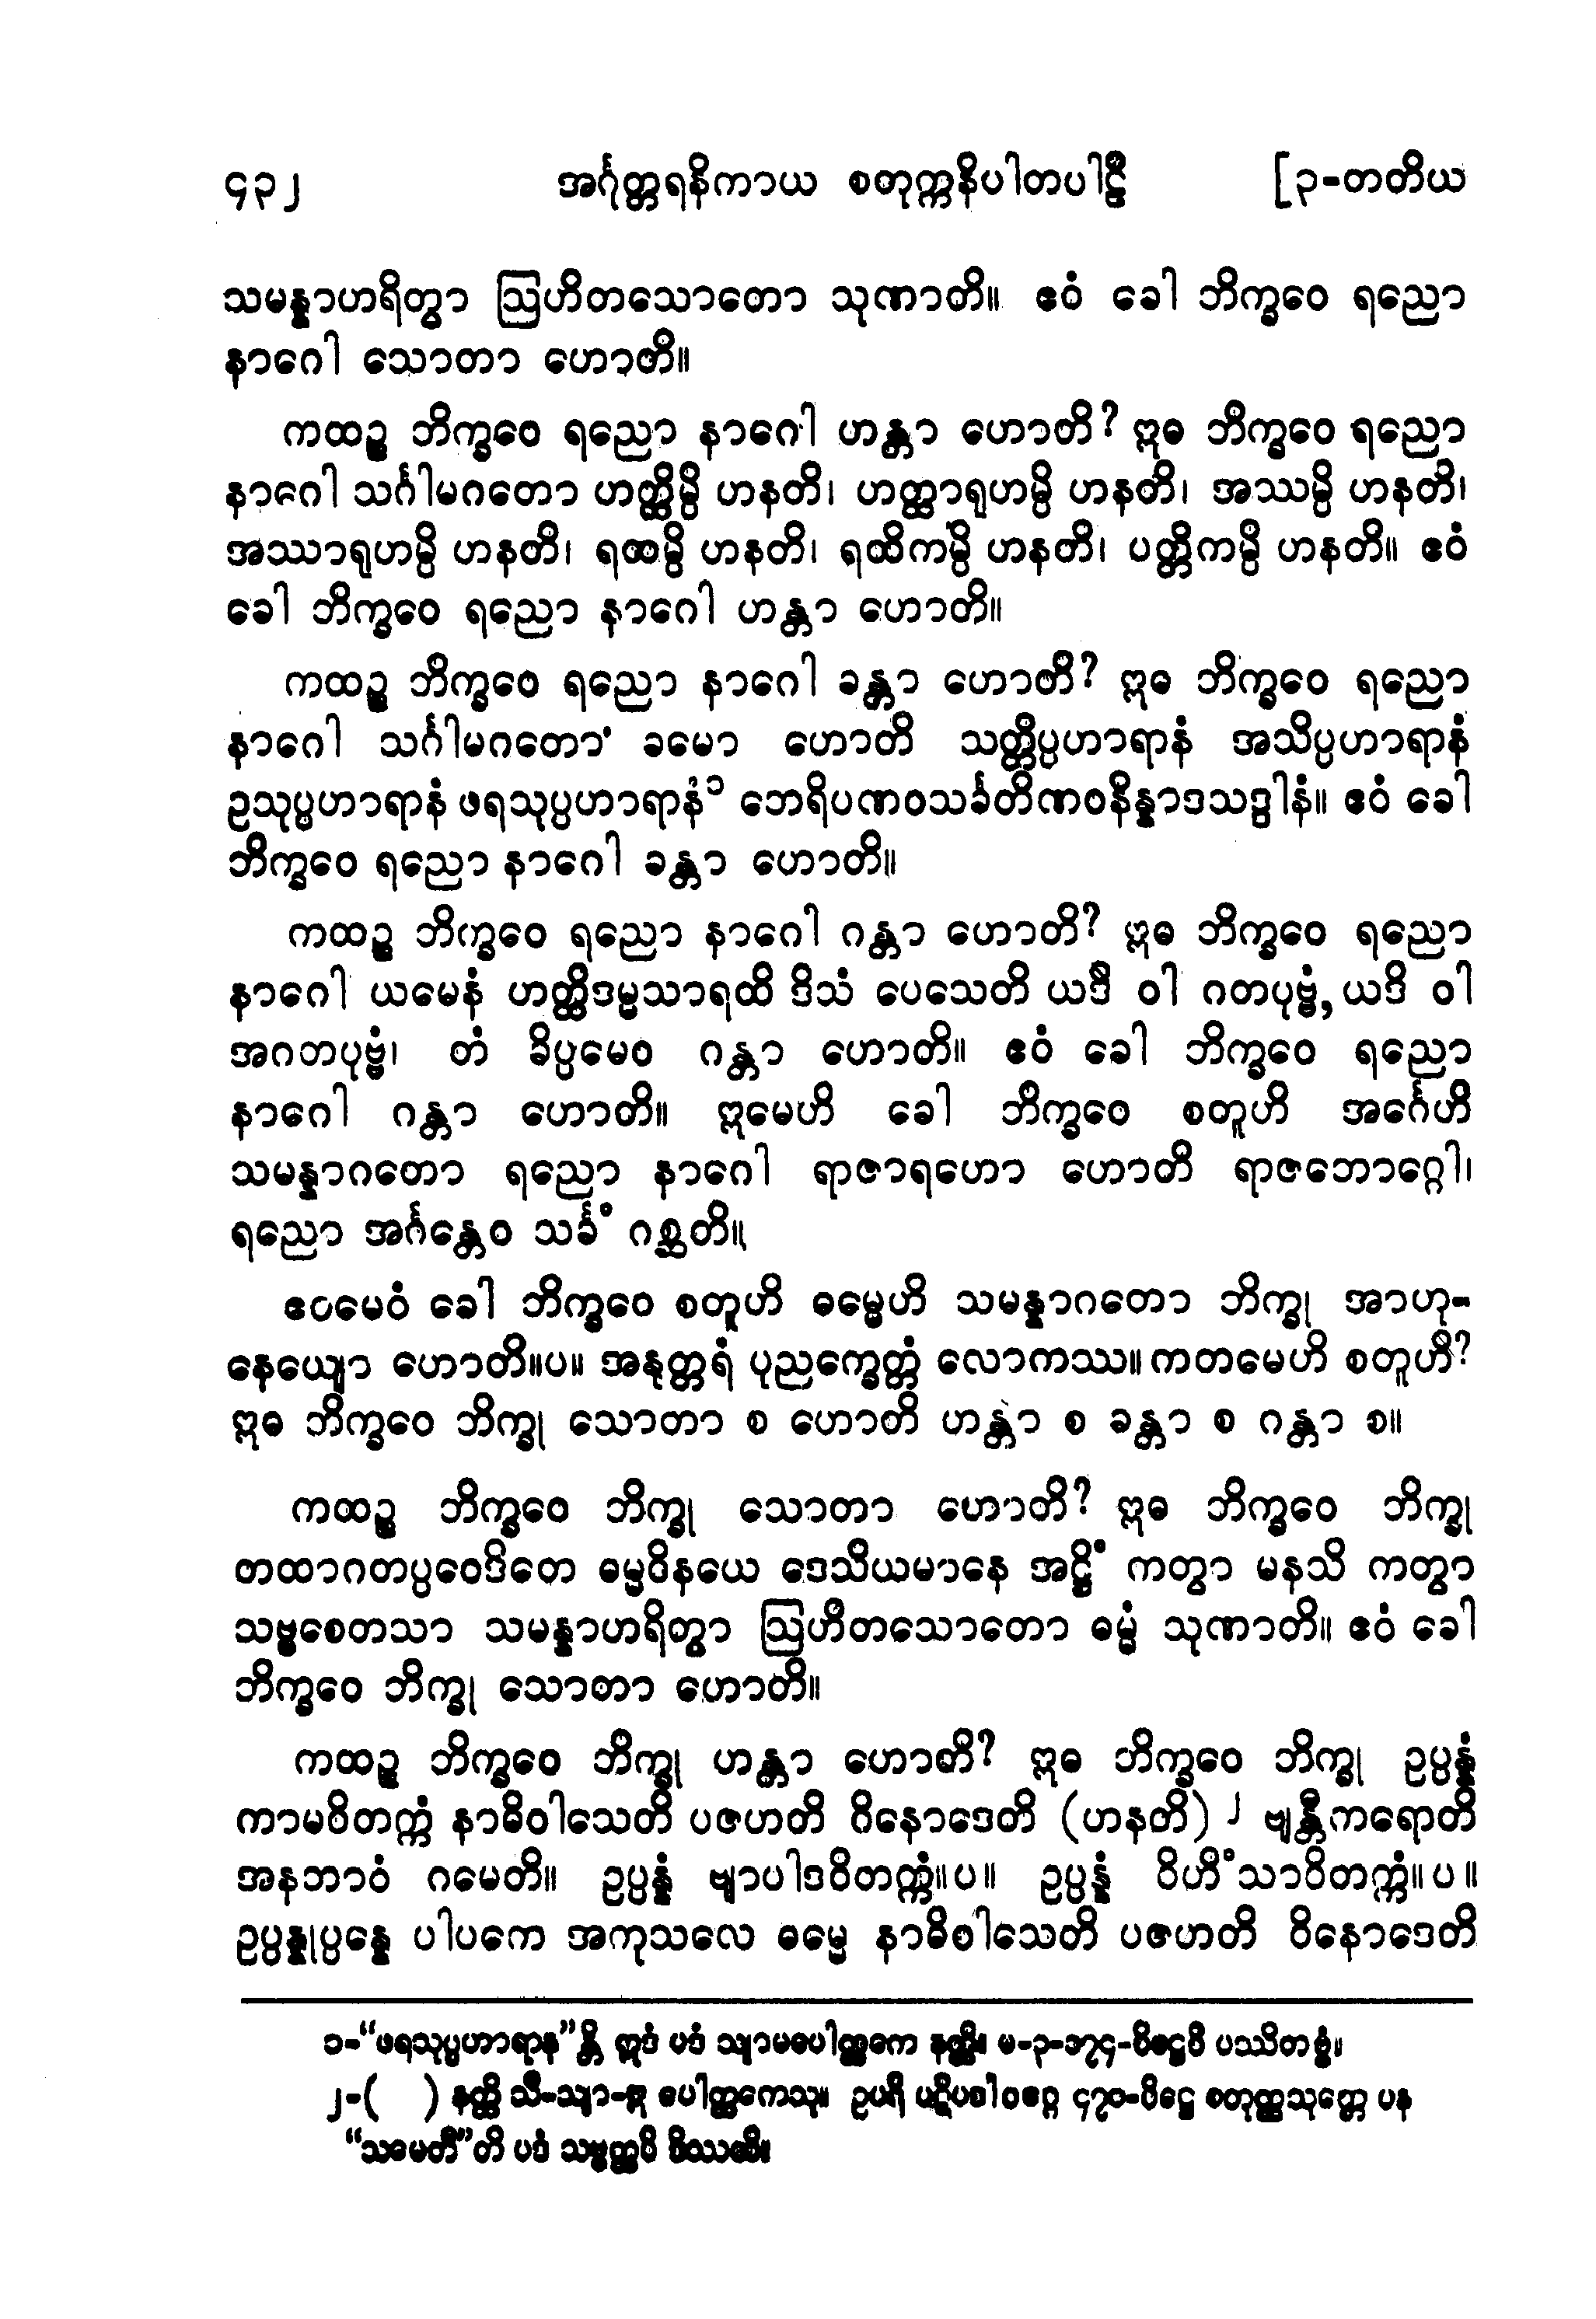 ၄၃၂ အင်္ဂုတ္တရနိကာယ စတုက္ကနိပါတပါဠိ [၃-တတိယ
သမန္နာဟရိတွာ ဩဟိတသောတော သုဏာတိ။ ဧဝံ ခေါ ဘိက္ခဝေ ရညော
နာဂေါ သောတာ ဟောတိ။
ကထဉ္စ ဘိက္ခဝေ ရညော နာဂေါ ဟန္တာ ဟောတိ? ဣဓ ဘိက္ခဝေ ရညော
နာဂေါ သင်္ဂါမဂတော ဟတ္ထိမ္ပိ ဟနတိ၊ ဟတ္ထာရုဟမ္ပိ ဟနတိ၊ အဿမ္ပိ ဟနတိ၊
အဿာရုဟမ္ပိ ဟနတိ၊ ရထမ္ပိ ဟနတိ၊ ရထိကမ္ပိ ဟနတိ၊ ပတ္တိကမ္ပိ ဟနတိ။ ဧဝံ
ခေါ ဘိက္ခဝေ ရညော နာဂေါ ဟန္တာ ဟောတိ။
ကထဉ္စ ဘိက္ခဝေ ရညော နာဂေါ ခန္တာ ဟောတိ? ဣဓ ဘိက္ခဝေ ရညော
နာဂေါ သင်္ဂါမဂတော ခမော ဟောတိ သတ္တိပ္ပဟာရာနံ အသိပ္ပဟာရာနံ
ဥသုပ္ပဟာရာနံ ဖရသုပ္ပဟာရာနံ၁ ဘေရိပဏဝသင်္ခတိဏဝနိန္နာဒသဒ္ဒါနံ။ ဧဝံ ခေါ
ဘိက္ခဝေ ရညော နာဂေါ ခန္တာ ဟောတိ။
ကထဉ္စ ဘိက္ခဝေ ရညော နာဂေါ ဂန္တာ ဟောတိ? ဣဓ ဘိက္ခဝေ ရညော
နာဂေါ ယမေနံ ဟတ္ထိဒမ္မသာရထိ ဒိသံ ပေသေတိ ယဒိ ဝါ ဂတပုဗ္ဗံ, ယဒိ ဝါ
အဂတပုဗ္ဗံ၊ တံ ခိပ္ပမေဝ ဂန္တာ ဟောတိ။ ဧဝံ ခေါ ဘိက္ခဝေ ရညော
နာဂေါ ဂန္တာ ဟောတိ။ ဣမေဟိ ခေါ ဘိက္ခဝေ စတူဟိ အင်္ဂေဟိ
သမန္နာဂတော ရညော နာဂေါ ရာဇာရဟော ဟောတိ ရာဇဘောဂ္ဂေါ၊
ရညော အင်္ဂန္တေဝ သင်္ခံ ဂစ္ဆတိ။
ဧဝမေဝံ ခေါ ဘိက္ခဝေ စတူဟိ ဓမ္မေဟိ သမန္နာဂတော ဘိက္ခု အာဟု-
နေယျော ဟောတိ။ပ။ အနုတ္တရံ ပုညက္ခေတ္တံ လောကဿ။ ကတမေဟိ စတူဟိ?
ဣဓ ဘိက္ခဝေ ဘိက္ခု သောတာ စ ဟောတိ ဟန္တာ စ ခန္တာ စ ဂန္တာ စ။
ကထဉ္စ ဘိက္ခဝေ ဘိက္ခု သောတာ ဟောတိ? ဣဓ ဘိက္ခဝေ ဘိက္ခု
တထာဂတပ္ပဝေဒိတေ ဓမ္မဝိနယေ ဒေသိယမာနေ အဋ္ဌိံ ကတွာ မနသိ ကတွာ
သဗ္ဗစေတသာ သမန္နာဟရိတွာ ဩဟိတသောတော ဓမ္မံ သုဏာတိ။ ဧဝံ ခေါ
ဘိက္ခဝေ ဘိက္ခု သောတာ ဟောတိ။
ကထဉ္စ ဘိက္ခဝေ ဘိက္ခု ဟန္တာ ဟောတိ? ဣဓ ဘိက္ခဝေ ဘိက္ခု ဥပ္ပန္နံ
ကာမဝိတက္ကံ နာဓိဝါသေတိ ပဇဟတိ ဝိနောဒေတိ (ဟနတိ)၂ ဗျန္တီကရောတိ
အနဘာဝံ ဂမေတိ။ ဥပ္ပန္နံ ဗျာပါဒဝိတက္ကံ။ပ။ ဥပ္ပန္နံ ဝိဟိံသာဝိတက္ကံ။ပ။
ဥပ္ပန္နုပ္ပန္နေ ပါပကေ အကုသလေ ဓမ္မေ နာဓိဝါသေတိ ပဇဟတိ ဝိနောဒေတိ
၁-“ဖရသုပ္ပဟာရာန”န္တိ ဣဒံ ပဒံ သျာမပေါတ္ထကေ နတ္ထိ။ မ-၃-၁၇၄-ပိဋ္ဌေပိ ပဿိတဗ္ဗံ။
၂-( ) နတ္ထိ သီ-သျာ-ဣ ပေါတ္ထကေသု။ ဥပရိ ပဋိပဒါဝဂ္ဂေ ၄၇၀-ပိဋ္ဌေ စတုတ္ထသုတ္တေ ပန
“သမေတိ”တိ ပဒံ သဗ္ဗတ္ထပိ ဒိဿတိ။